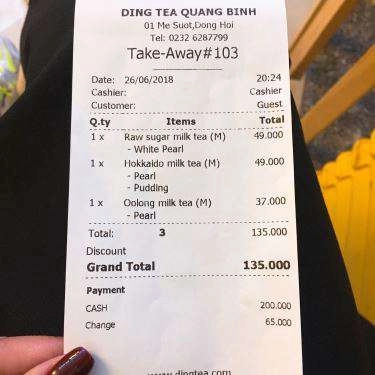 DING TEA QUANG BINH
01 Me Suot,Dong Hoi
Tel: 0232 6287799
Take-Away#103
Date: 26/06/2018 20:24
Cashier: Cashier
Customer: Guest
Q.ty Items Total
1 x Raw sugar milk tea (M) 49.000
- White Pearl
1 x Hokkaido milk tea (M) 49.000
- Pearl
- Pudding
1 x Oolong milk tea (M) 37.000
- Pearl
Total: 3 135.000
Discount
Grand Total 135.000
Payment
CASH 200.000
Change 65.000
www.dingtea.com